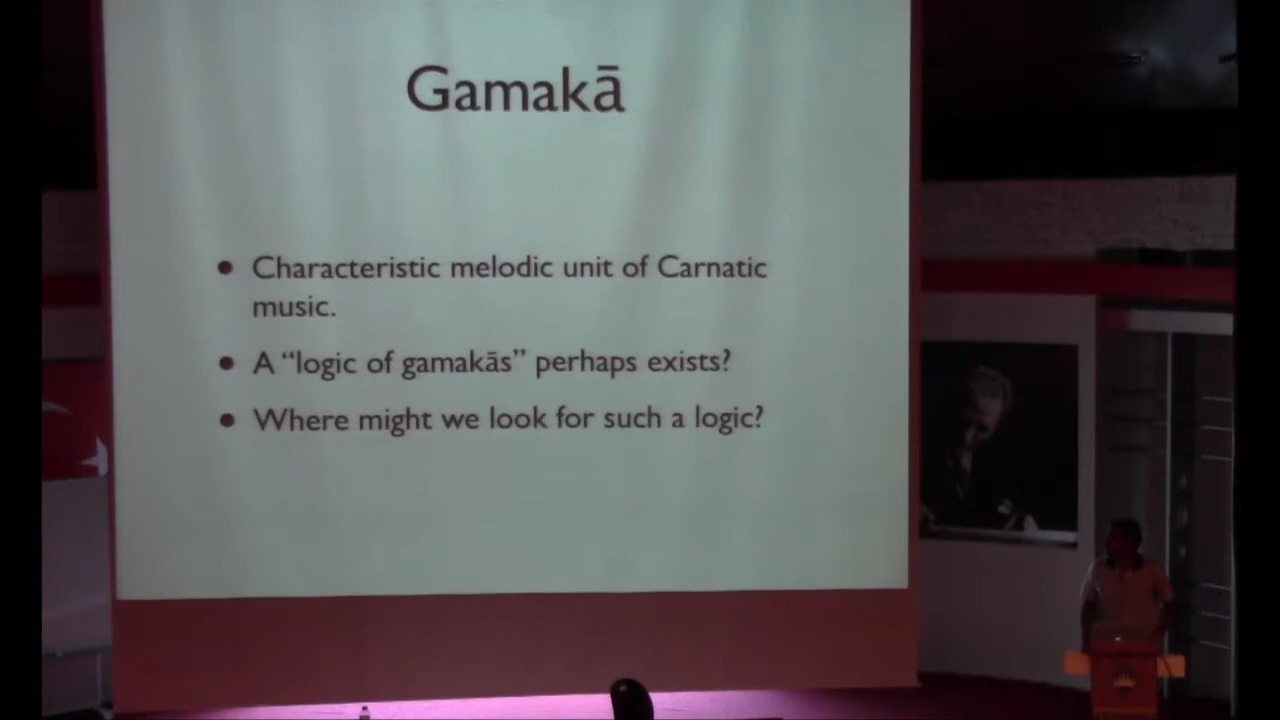 Gamakā
• Characteristic melodic unit of Carnatic
music.
• A “logic of gamakās” perhaps exists?
• Where might we look for such a logic?